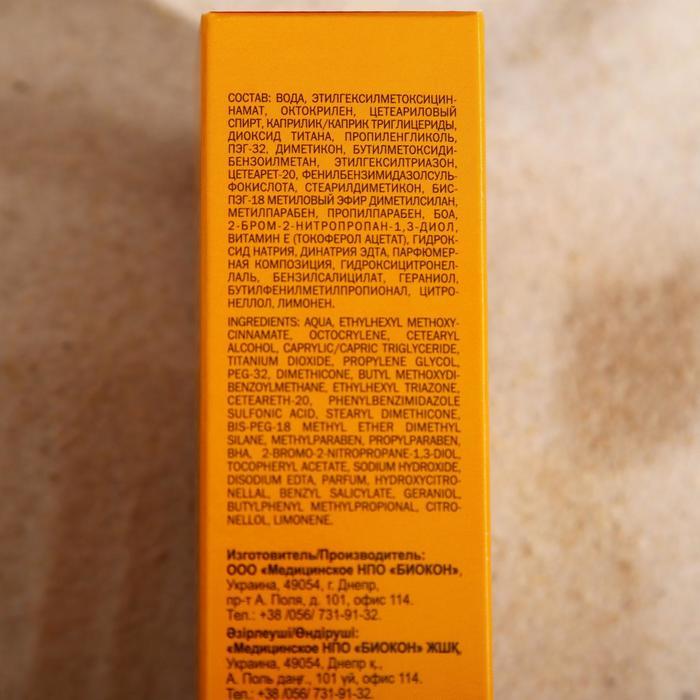 СОСТАВ: ВОДА, ЭТИЛГЕКСИЛМЕТОКСИЦИН-
НАМАТ, ОКТОКРИЛЕН, ЦЕТЕАРИЛОВЫЙ
СПИРТ, КАПРИЛИК/КАПРИК ТРИГЛИЦЕРИДЫ,
ДИОКСИД ТИТАНА, ПРОПИЛЕНГЛИКОЛЬ,
ПЭГ-32, ДИМЕТИКОН, БУТИЛМЕТОКСИДИ-
БЕНЗОИЛМЕТАН, ЭТИЛГЕКСИЛТРИАЗОН,
ЦЕТЕАРЕТ-20, ФЕНИЛБЕНЗИМИДАЗОЛСУЛЬ-
ФОКИСЛОТА, СТЕАРИЛДИМЕТИКОН, БИС-
ПЭГ-18 МЕТИЛОВЫЙ ЭФИР ДИМЕТИЛСИЛАН,
МЕТИЛПАРАБЕН, ПРОПИЛПАРАБЕН, БОА,
2-БРОМ-2-НИТРОПРОПАН-1,3-ДИОЛ,
ВИТАМИН Е (ТОКОФЕРОЛ АЦЕТАТ), ГИДРОК-
СИД НАТРИЯ, ДИНАТРИЯ ЭДТА, ПАРФЮМЕР-
НАЯ КОМПОЗИЦИЯ, ГИДРОКСИЦИТРОНЕЛ-
ЛАЛЬ, БЕНЗИЛСАЛИЦИЛАТ, ГЕРАНИОЛ,
БУТИЛФЕНИЛМЕТИЛПРОПИОНАЛ, ЦИТРО-
НЕЛЛОЛ, ЛИМОНЕН.
INGREDIENTS: AQUA, ETHYLHEXYL METHOXY-
CINNAMATE, OCTOCRYLENE, CETEARYL
ALCOHOL, CAPRYLIC/CAPRIC TRIGLYCERIDE,
TITANIUM DIOXIDE, PROPYLENE GLYCOL,
PEG-32, DIMETHICONE, BUTYL METHOXYDI-
BENZOYLMETHANE, ETHYLHEXYL TRIAZONE,
CETEARETH-20, PHENYLBENZIMIDAZOLE
SULFONIC ACID, STEARYL DIMETHICONE,
BIS-PEG-18 METHYL ETHER DIMETHYL
SILANE, METHYLPARABEN, PROPYLPARABEN,
BHA, 2-BROMO-2-NITROPROPANE-1,3-DIOL,
TOCOPHERYL ACETATE, SODIUM HYDROXIDE,
DISODIUM EDTA, PARFUM, HYDROXYCITRO-
NELLAL, BENZYL SALICYLATE, GERANIOL,
BUTYLPHENYL METHYLPROPIONAL, CITRO-
NELLOL, LIMONENE.
Изготовитель/Производитель:
ООО «Медицинское НПО «БИОКОН»,
Украина, 49054, г. Днепр,
пр-т А. Поля, д. 101, офис 114.
Тел.: +38 /056/ 731-91-32.
Әзірлеуші/Өндіруші:
«Медицинское НПО «БИОКОН» ЖШҚ,
Украина, 49054, Днепр қ.,
А. Поль даңғ., 101 үй, офис 114.
Тел.: +38 /056/ 731-91-32.